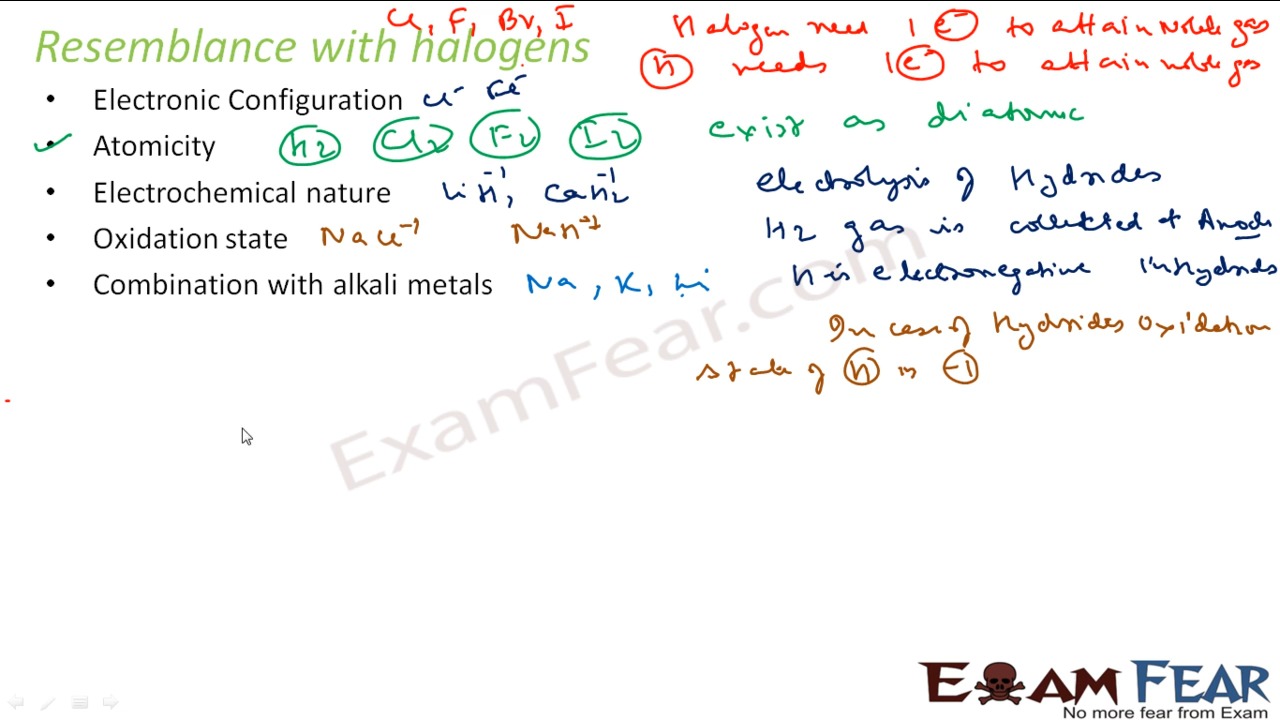 Cl, F, Br, I
Resemblance with halogens
Halogen need 1 e⁻ to attain noble gas
H needs 1 e⁻ to attain noble gas
• Electronic Configuration Cl⁻
• Atomicity H2 Cl2 F2 I2 exist as diatomic
• Electrochemical nature LiH⁻¹, CaH2⁻¹
electrolysis of Hydrides
H2 gas is collected at Anode
H is electronegative in hydrides
• Oxidation state NaCl⁻¹ NaH⁻¹
• Combination with alkali metals Na, K, Li
In case of Hydrides Oxidation
state of H is -1
ExamFear.com
EXAM FEAR
No more fear from Exam